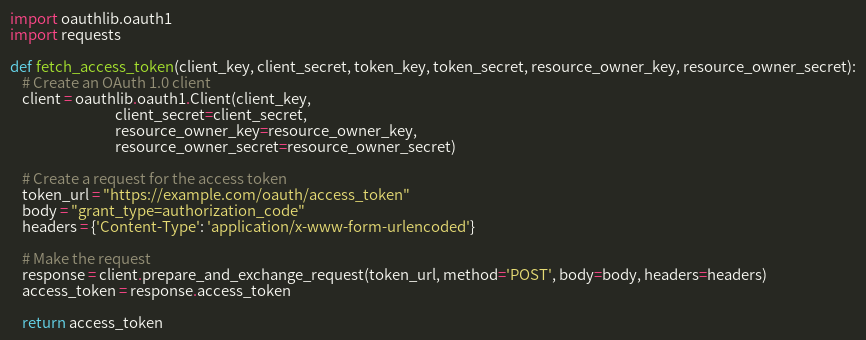 import oauthlib.oauth1
import requests

def fetch_access_token(client_key, client_secret, token_key, token_secret, resource_owner_key, resource_owner_secret):
    # Create an OAuth 1.0 client
    client = oauthlib.oauth1.Client(client_key,
                                    client_secret=client_secret,
                                    resource_owner_key=resource_owner_key,
                                    resource_owner_secret=resource_owner_secret)

    # Create a request for the access token
    token_url = "https://example.com/oauth/access_token"
    body = "grant_type=authorization_code"
    headers = {'Content-Type': 'application/x-www-form-urlencoded'}

    # Make the request
    response = client.prepare_and_exchange_request(token_url, method='POST', body=body, headers=headers)
    access_token = response.access_token

    return access_token